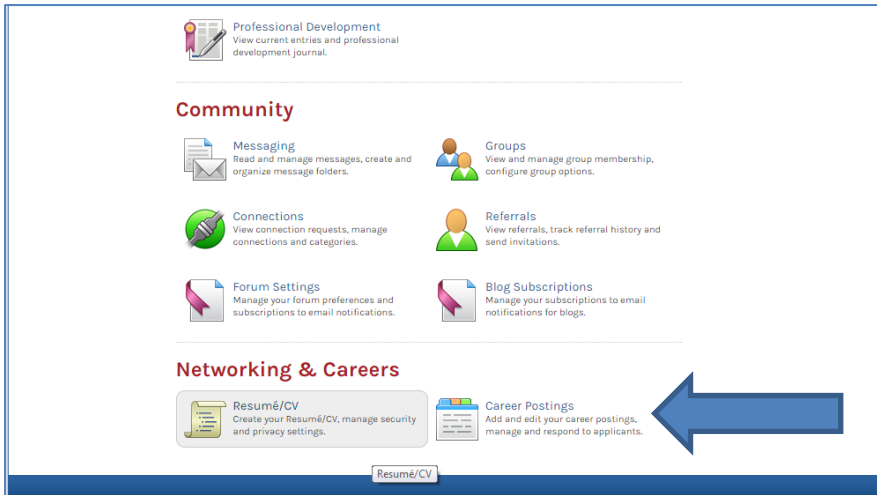 Professional Development
View current entries and professional
development journal.
Community
Messaging
Read and manage messages, create and
organize message folders.
Groups
View and manage group membership,
configure group options.
Connections
View connection requests, manage
connections and categories.
Referrals
View referrals, track referral history and
send invitations.
Forum Settings
Manage your forum preferences and
subscriptions to email notifications.
Blog Subscriptions
Manage your subscriptions to email
notifications for blogs.
Networking & Careers
Resumé/CV
Create your Resumé/CV, manage security
and privacy settings.
Career Postings
Add and edit your career postings,
manage and respond to applicants.
Resumé/CV